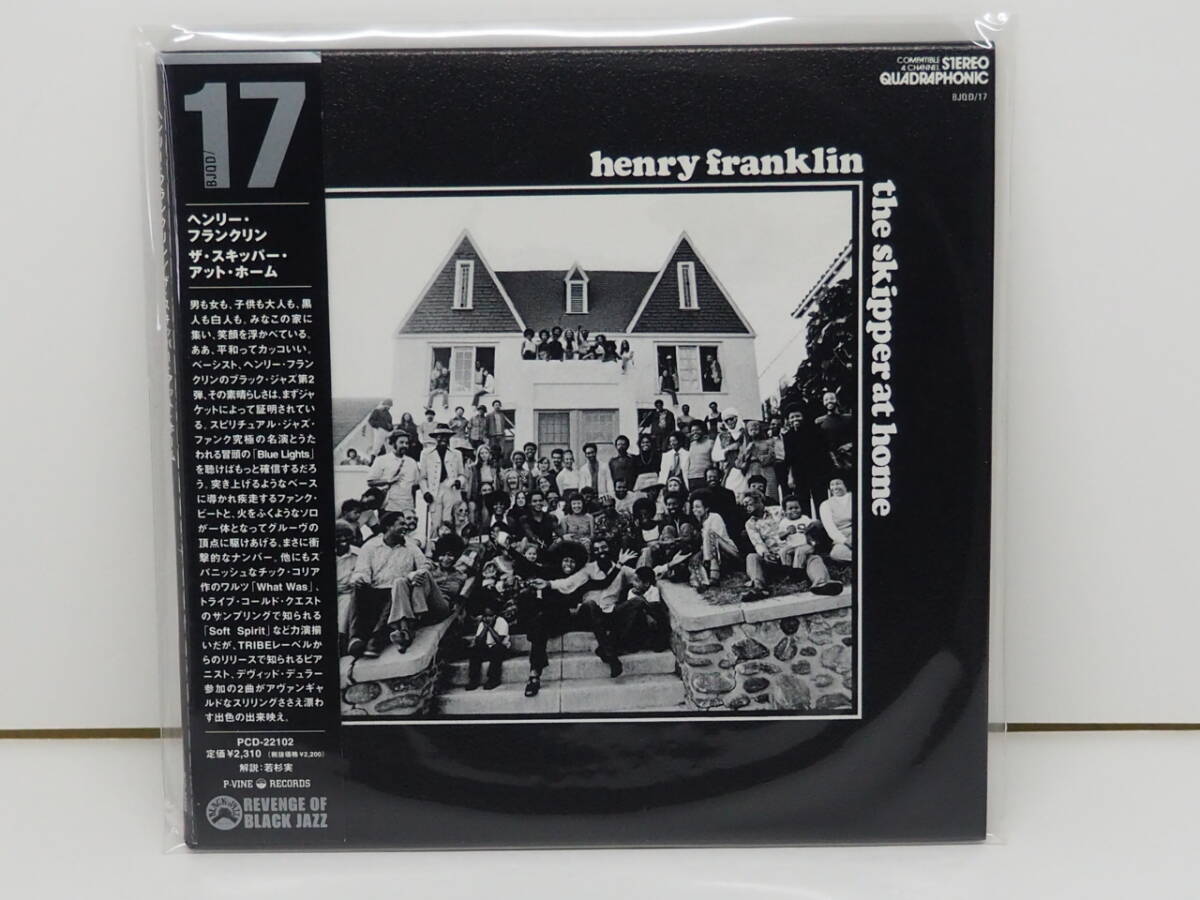 17
BJQD/
ヘンリー・
フランクリン
ザ・スキッパー・
アット・ホーム
男も女も、子供も大人も、黒
人も白人も。みなこの家に
集い、笑顔を浮かべている。
ああ、平和ってカッコいい。
ベーシスト、ヘンリー・フラン
クリンのブラック・ジャズ第2
弾、その素晴らしさは、まずジャ
ケットによって証明されてい
る。スピリチュアル・ジャズ・
ファンク究極の名演とうた
われる冒頭の「Blue Lights」
を聴けばもっと確信するだろ
う。突き上げるようなベース
に導かれ疾走するファンク・
ビートと、火をふくようなソロ
が一体となってグルーヴの
頂点に駆けあげる。まさに衝
撃的なナンバー。他にもス
パニッシュなチック・コリア
作のワルツ「What Was」、
トライブ・コールド・クエスト
のサンプリングで知られる
「Soft Spirit」など力演揃
いだが、TRIBEレーベルか
らのリリースで知られるピア
ニスト、デヴィッド・デュラー
参加の2曲がアヴァンギャ
ルドなスリリングささえ漂わ
す出色の出来映え。
PCD-22102
定価¥2,310 (税抜価格 ¥2,200)
解説:若杉実
P-VINE RECORDS
REVENGE OF
BLACK JAZZ
COMPATIBLE
4 CHANNEL STEREO
QUADRAPHONIC
BJQD/17
henry franklin
the skipper at home